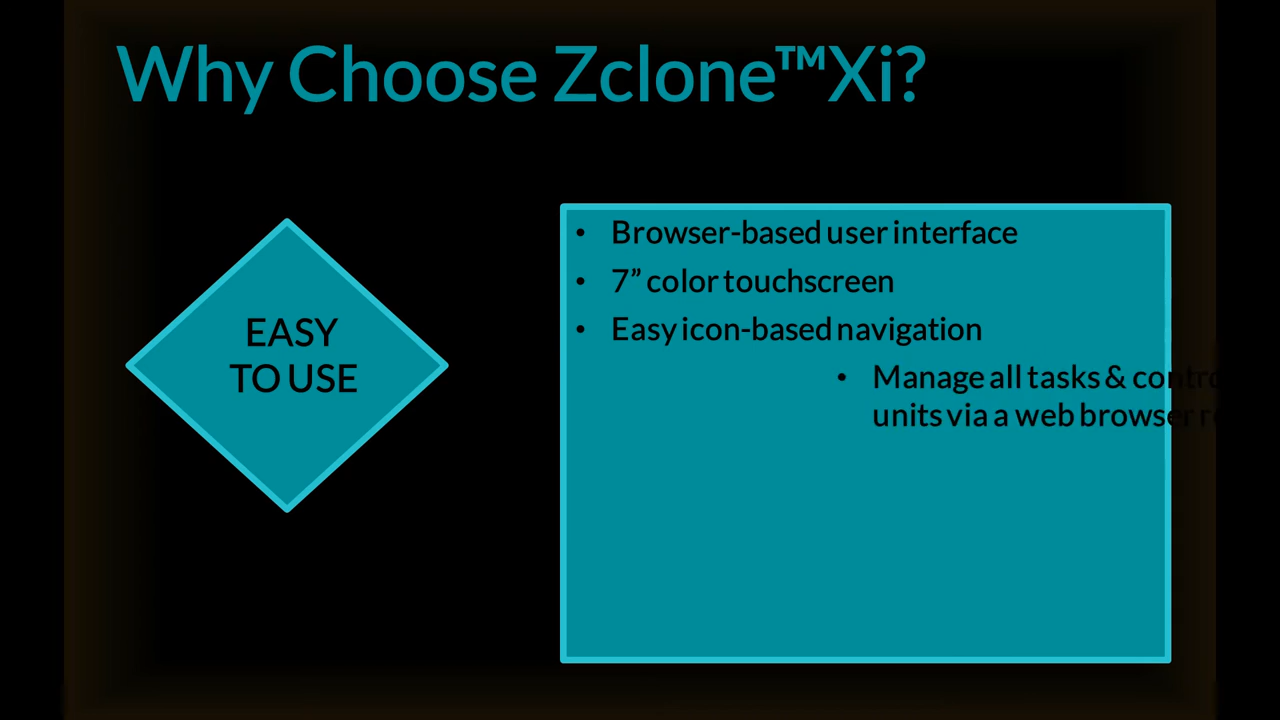 Why Choose Zclone™Xi?
EASY
TO USE
• Browser-based user interface
• 7” color touchscreen
• Easy icon-based navigation
• Manage all tasks &
units via a web browser